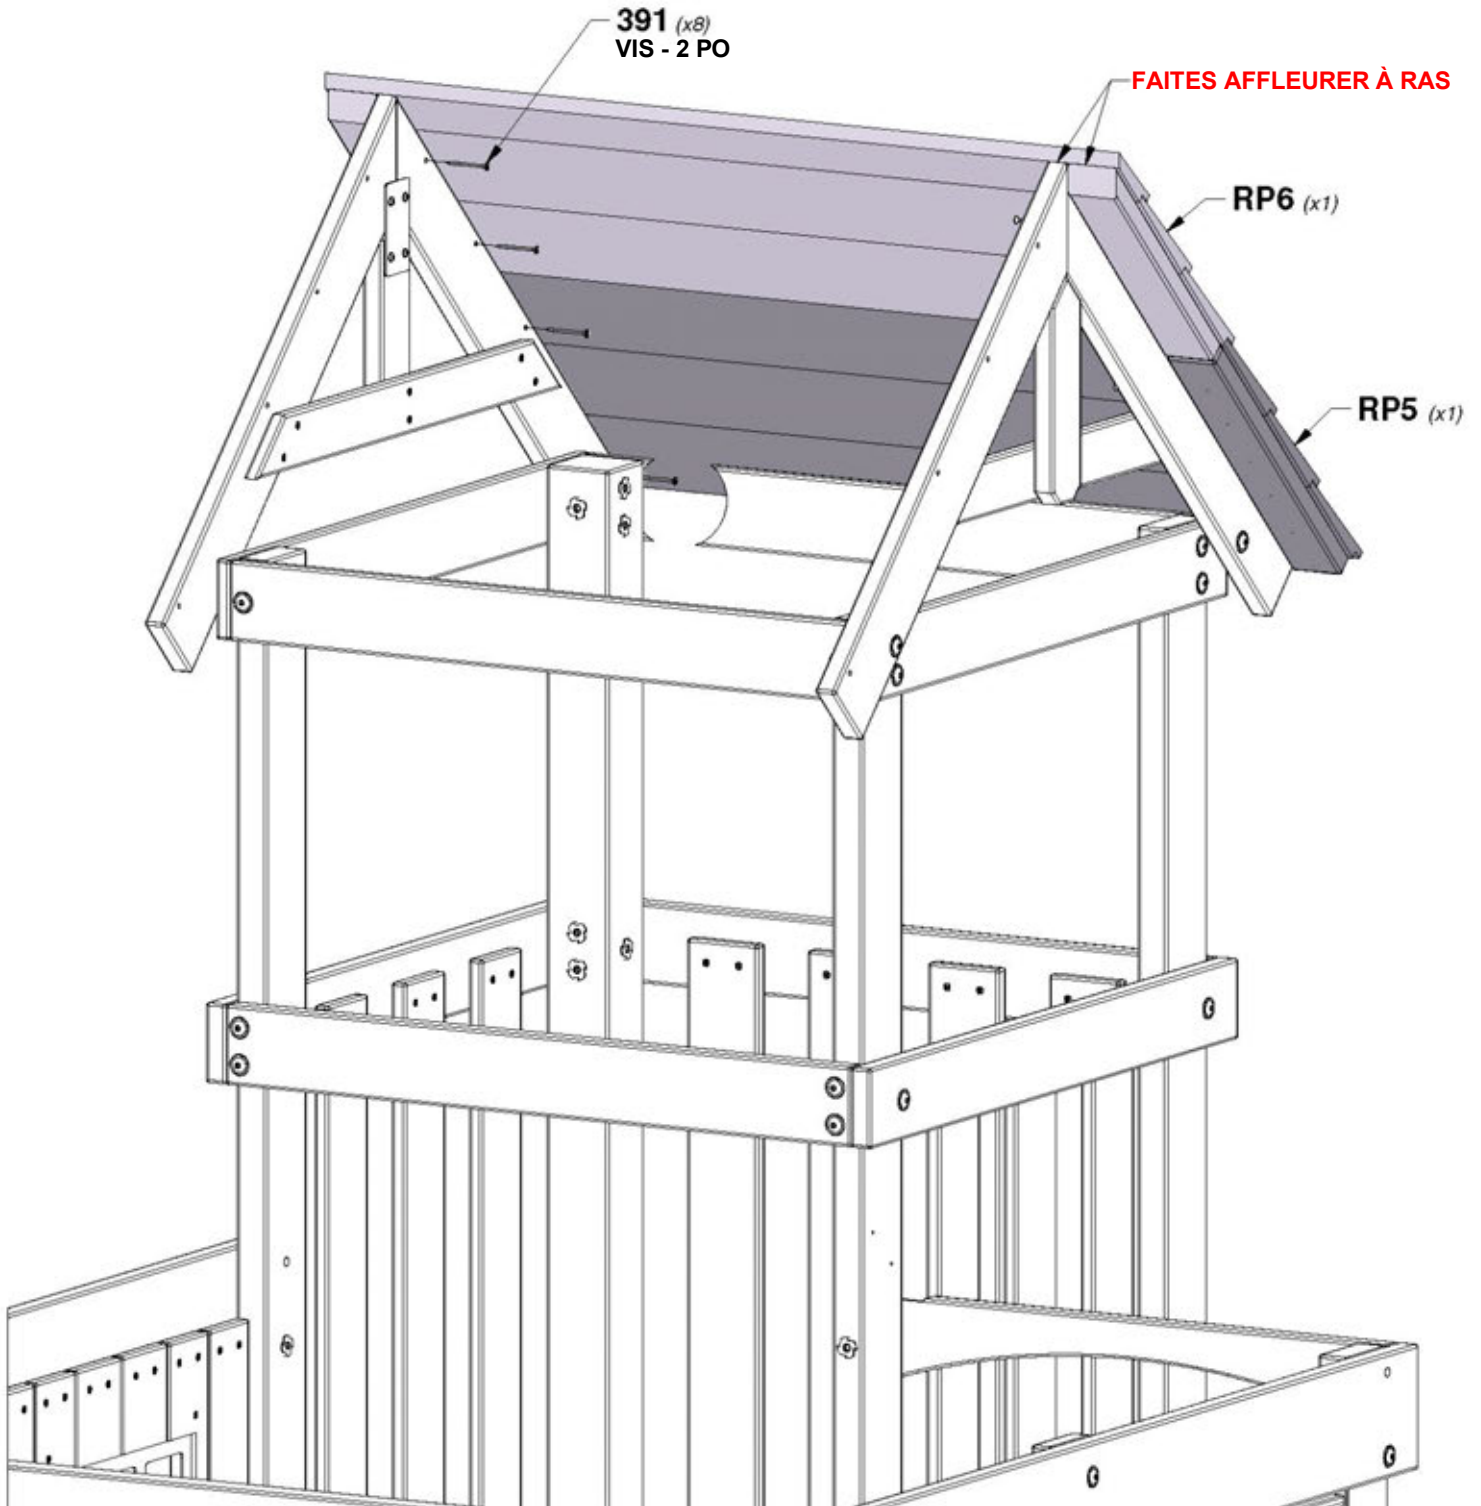 391 (x8)
VIS - 2 PO
FAITES AFFLEURER À RAS
RP6 (x1)
RP5 (x1)